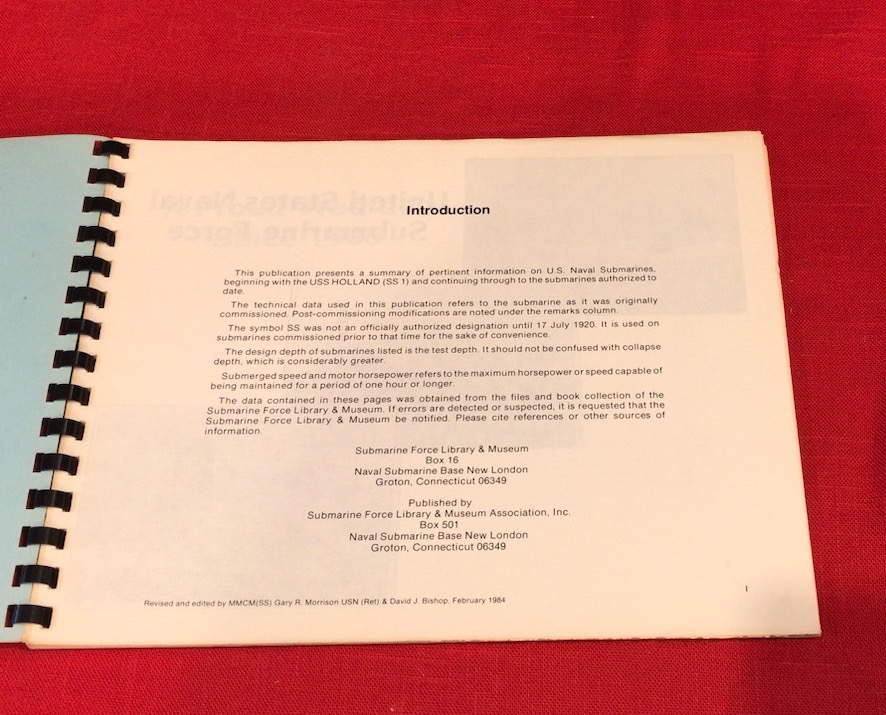 Introduction
This publication presents a summary of pertinent information on U.S. Naval Submarines,
beginning with the USS HOLLAND (SS 1) and continuing through to the submarines authorized to
date.
The technical data used in this publication refers to the submarine as it was originally
commissioned. Post-commissioning modifications are noted under the remarks column.
The symbol SS was not an officially authorized designation until 17 July 1920. It is used on
submarines commissioned prior to that time for the sake of convenience.
The design depth of submarines listed is the test depth. It should not be confused with collapse
depth, which is considerably greater.
Submerged speed and motor horsepower refers to the maximum horsepower or speed capable of
being maintained for a period of one hour or longer.
The data contained in these pages was obtained from the files and book collection of the
Submarine Force Library & Museum. If errors are detected or suspected, it is requested that the
Submarine Force Library & Museum be notified. Please cite references or other sources of
information.
Submarine Force Library & Museum
Box 16
Naval Submarine Base New London
Groton, Connecticut 06349
Published by
Submarine Force Library & Museum Association, Inc.
Box 501
Naval Submarine Base New London
Groton, Connecticut 06349
Revised and edited by MMCM(SS) Gary R. Morrison USN (Ret) & David J. Bishop, February 1984
I
United States Naval
Submarine Force